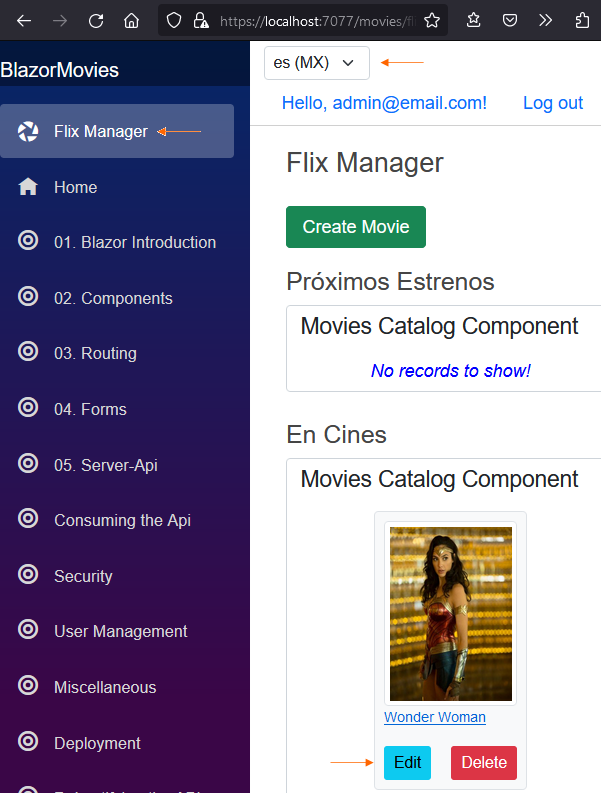 https://localhost:7077/movies/fl
BlazorMovies
es (MX)
Hello, admin@email.com!
Log out
Flix Manager
Home
01. Blazor Introduction
02. Components
03. Routing
04. Forms
05. Server-Api
Consuming the Api
Security
User Management
Miscellaneous
Deployment
Flix Manager
Create Movie
Próximos Estrenos
Movies Catalog Component
No records to show!
En Cines
Movies Catalog Component
Wonder Woman
Edit
Delete